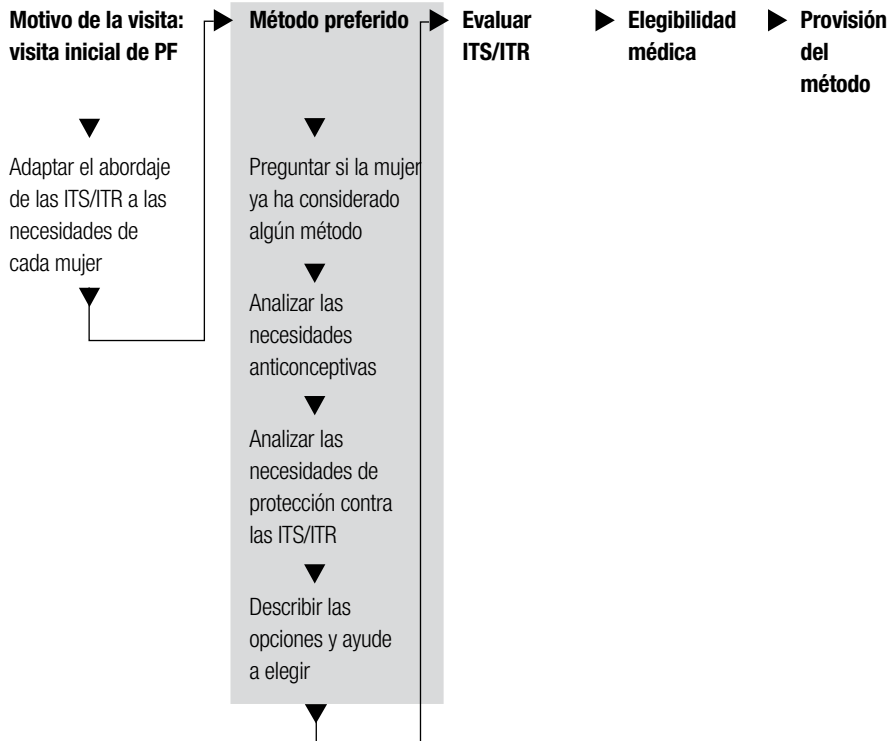 Motivo de la visita:
visita inicial de PF
Adaptar el abordaje
de las ITS/ITR a las
necesidades de
cada mujer
Método preferido
Preguntar si la mujer
ya ha considerado
algún método
Analizar las
necesidades
anticonceptivas
Analizar las
necesidades de
protección contra
las ITS/ITR
Describir las
opciones y ayude
a elegir
Evaluar
ITS/ITR
Elegibilidad
médica
Provisión
del
método